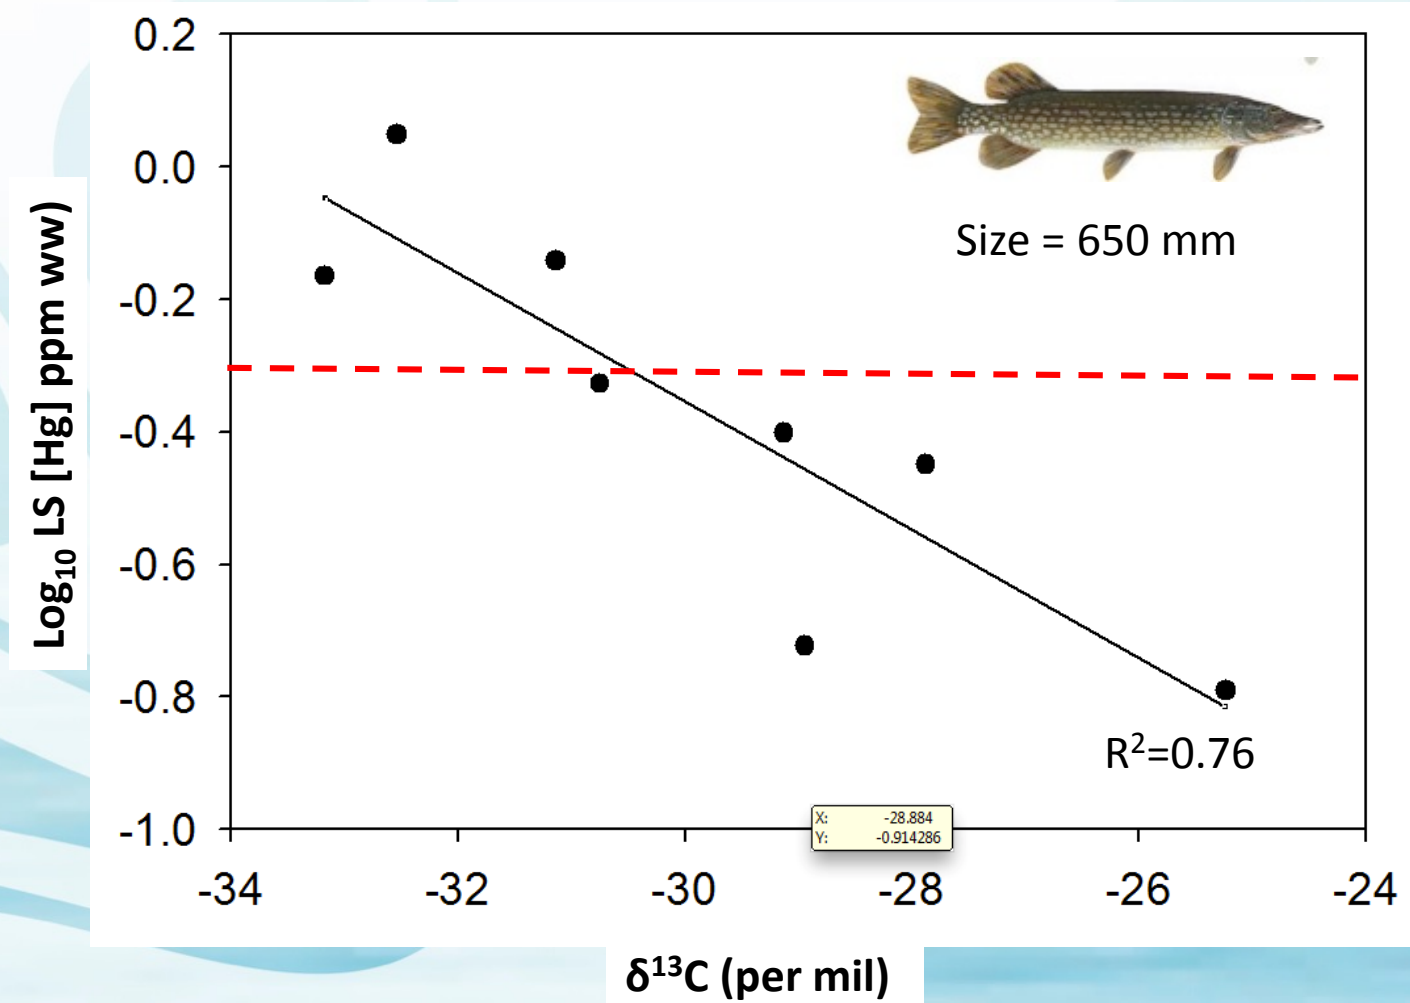 0.2
0.0
-0.2
-0.4
-0.6
-0.8
-1.0
Log₁₀ LS [Hg] ppm ww)
Size = 650 mm
R²=0.76
X: -28.884
Y: -0.914286
-34 -32 -30 -28 -26 -24
δ¹³C (per mil)